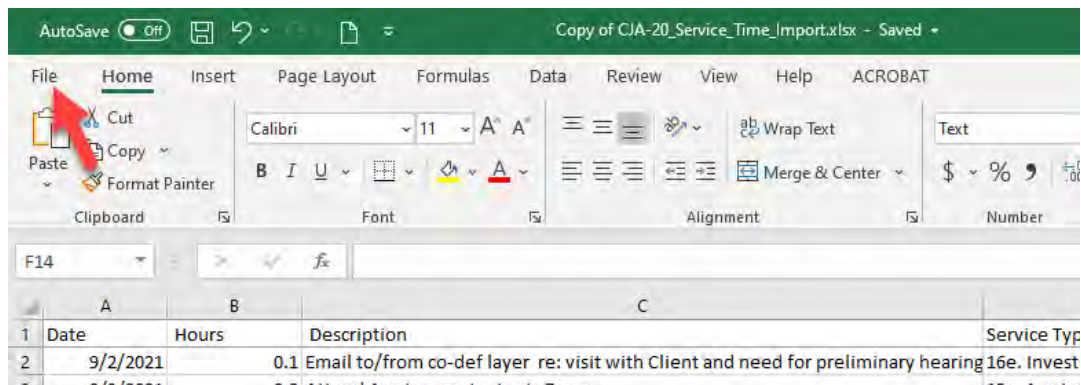 AutoSave Off Copy of CJA-20_Service_Time_Import.xlsx - Saved
File Home Insert Page Layout Formulas Data Review View Help ACROBAT
Cut
Copy
Paste
Format Painter
Calibri 11 A A
B I U A
ab Wrap Text
Merge & Center
Text
$ % 9
Clipboard Font Alignment Number
F14 fx
A B C
1 Date Hours Description Service Typ
2 9/2/2021 0.1 Email to/from co-def layer re: visit with Client and need for preliminary hearing 16e. Invest